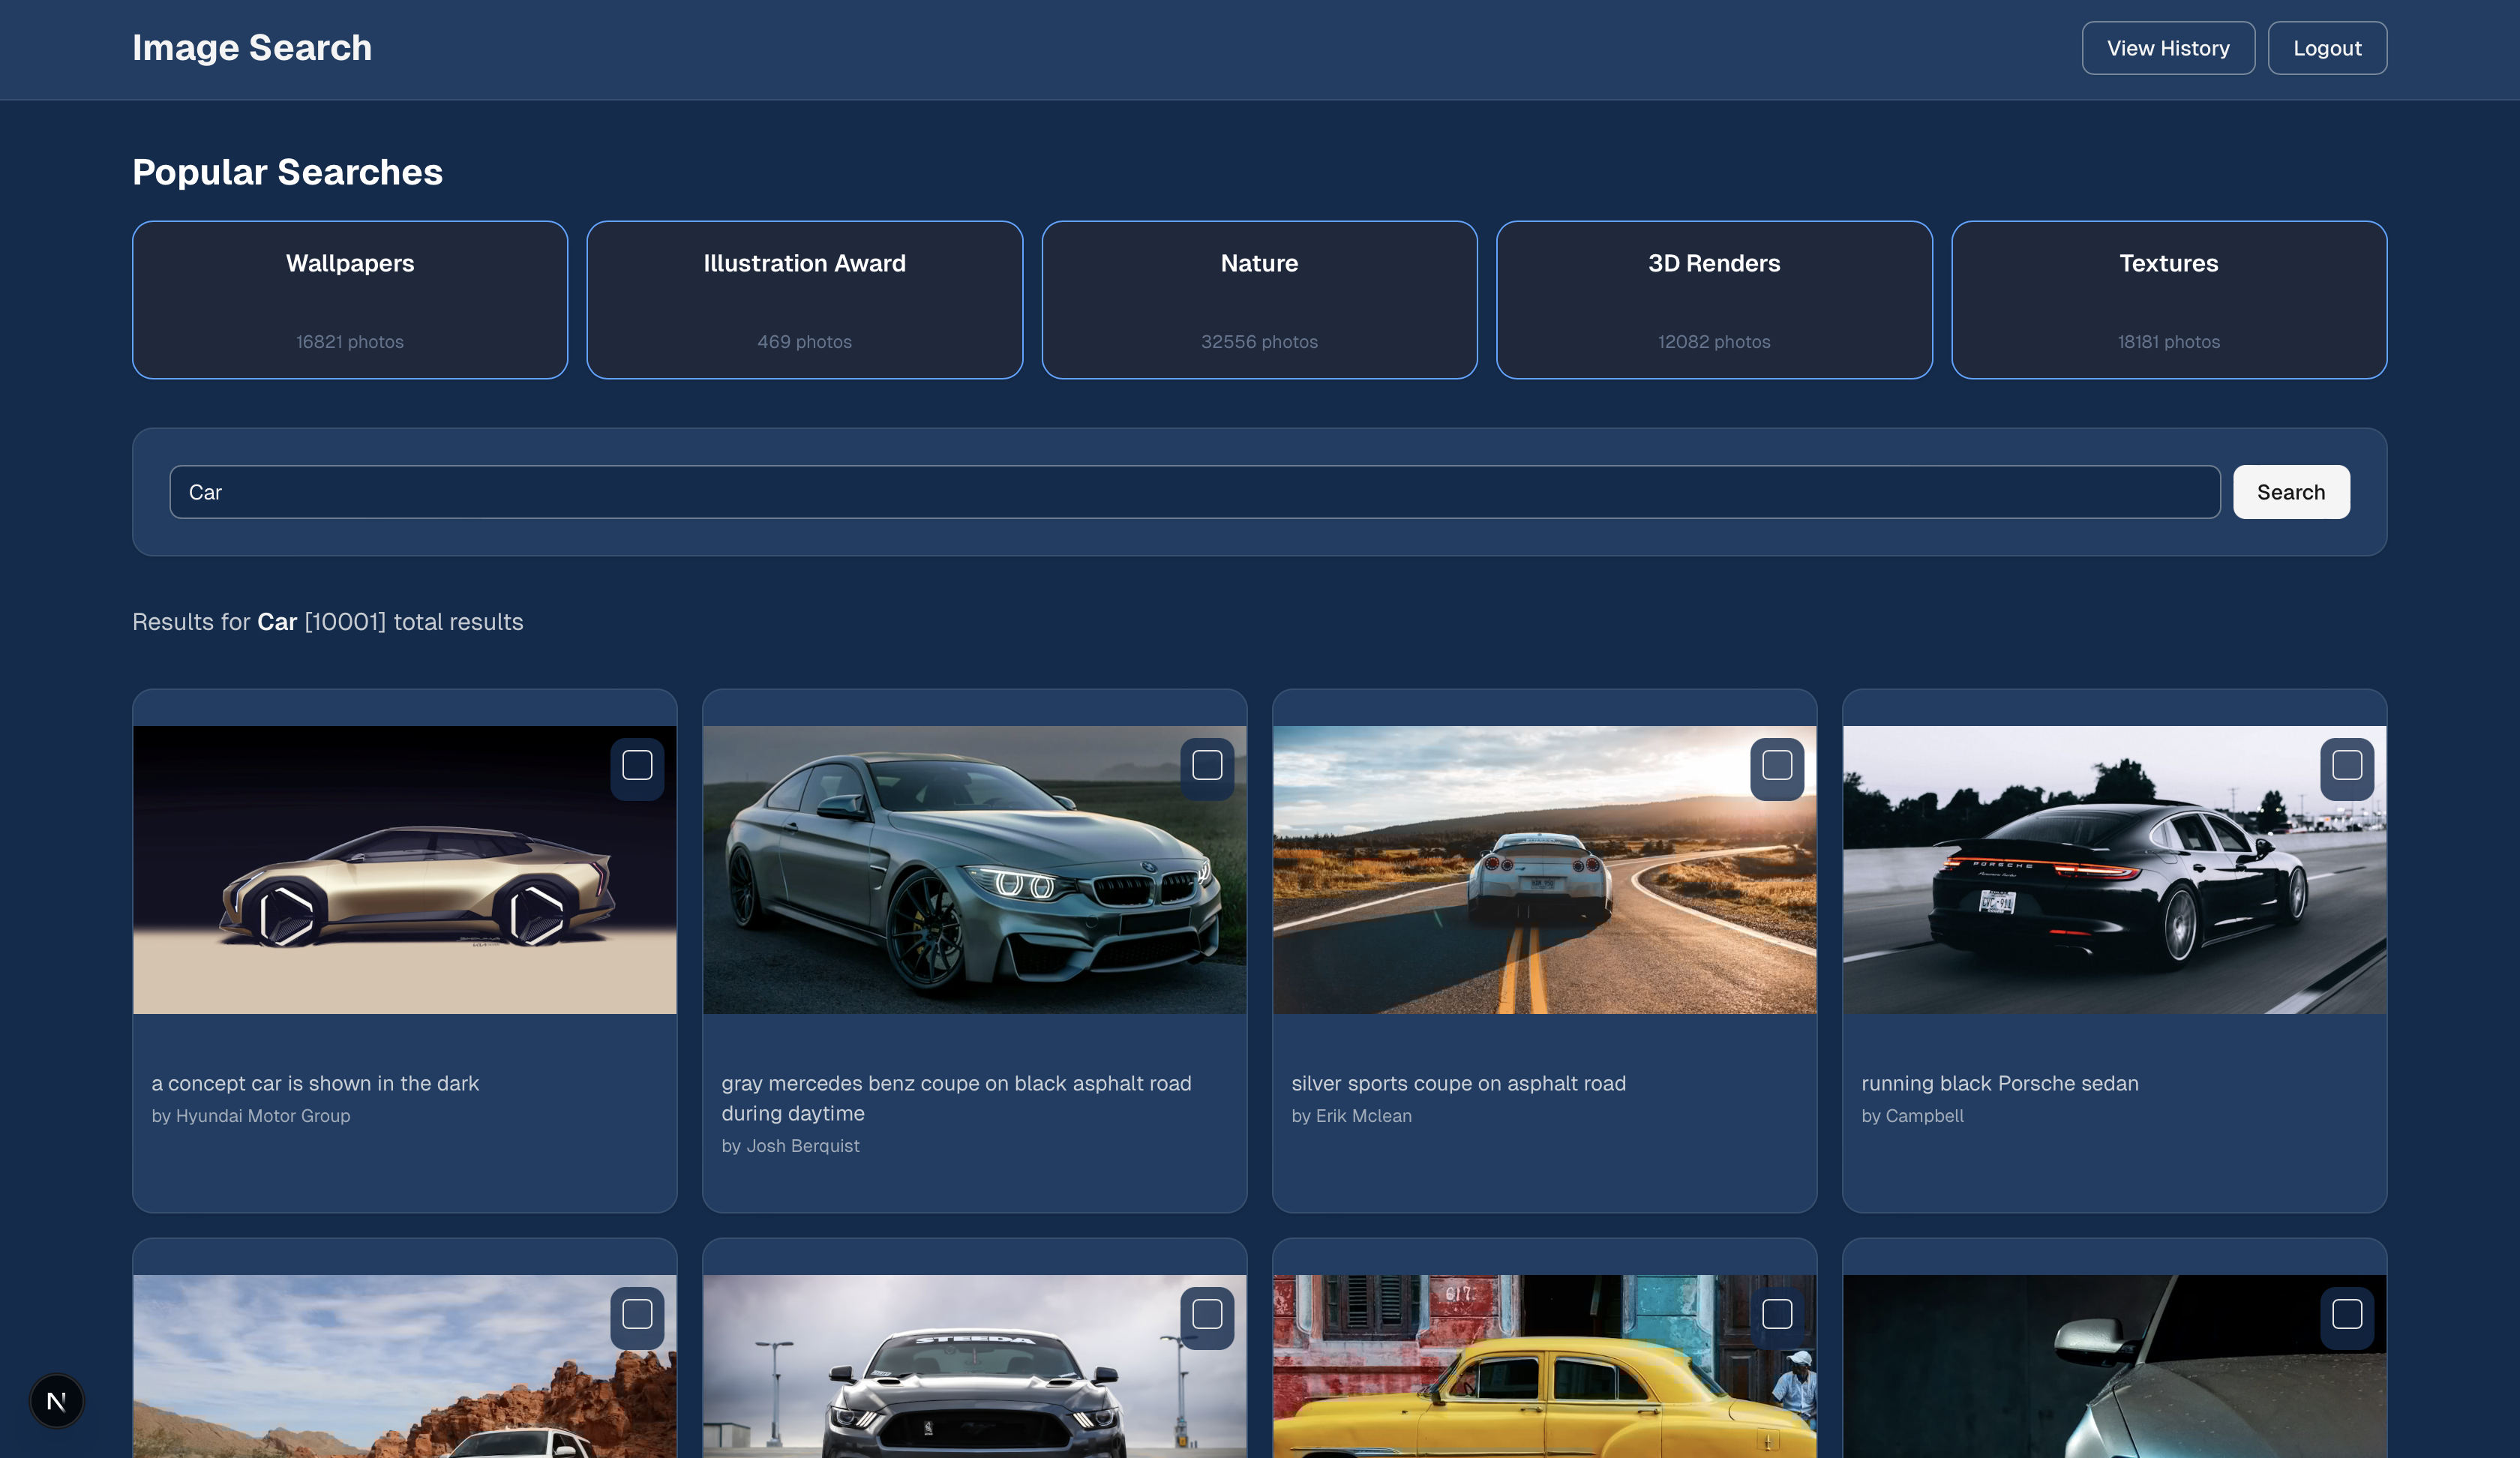 Image Search
View History
Logout
Popular Searches
Wallpapers
Illustration Award
Nature
3D Renders
Textures
16821 photos
469 photos
32556 photos
12082 photos
18181 photos
Car
Search
Results for Car [10001] total results
PORSCHE
a concept car is shown in the dark
by Hyundai Motor Group
gray mercedes benz coupe on black asphalt road
during daytime
by Josh Berquist
silver sports coupe on asphalt road
by Erik Mclean
running black Porsche sedan
by Campbell
STEEDA
617
N